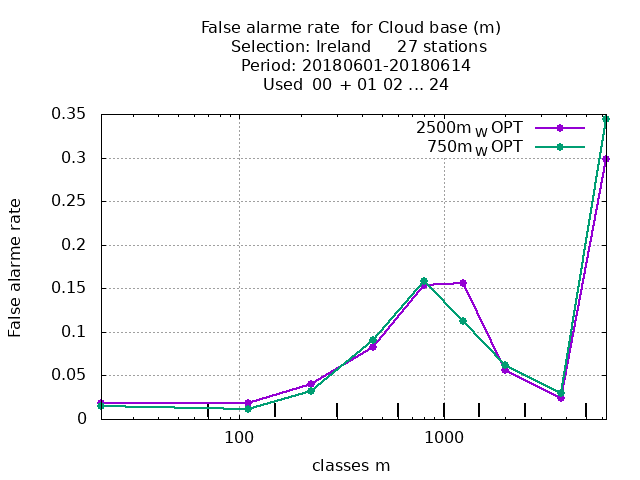 False alarme rate  for Cloud base (m)
Selection: Ireland     27 stations
Period: 20180601-20180614
Used  00  + 01 02 ... 24
2500m W OPT
750m W OPT
0.35
0.3
0.25
0.2
0.15
0.1
0.05
0
False alarme rate
100
1000
classes m